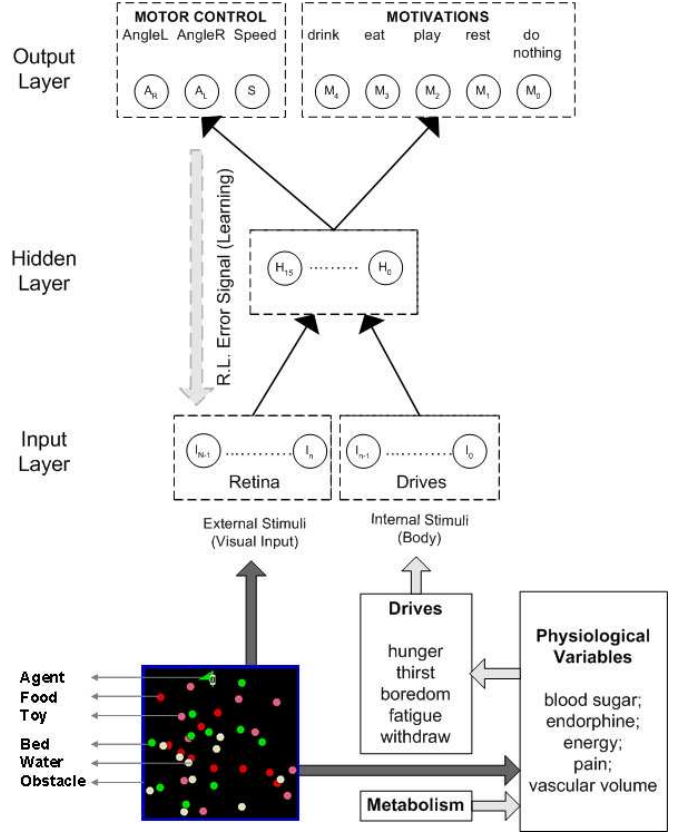 MOTOR CONTROL
AngleL AngleR Speed
MOTIVATIONS
drink eat play rest do
nothing
Output
Layer
A_R A_L S
M_4 M_3 M_2 M_1 M_0
R.L. Error Signal (Learning)
Hidden
Layer
H_15 ........ H_0
Input
Layer
I_N-1 .............. I_n
Retina
I_n-1 .............. I_0
Drives
External Stimuli
(Visual Input)
Internal Stimuli
(Body)
Drives
hunger
thirst
boredom
fatigue
withdraw
Physiological
Variables
blood sugar;
endorphine;
energy;
pain;
vascular volume
Metabolism
Agent
Food
Toy
Bed
Water
Obstacle
0